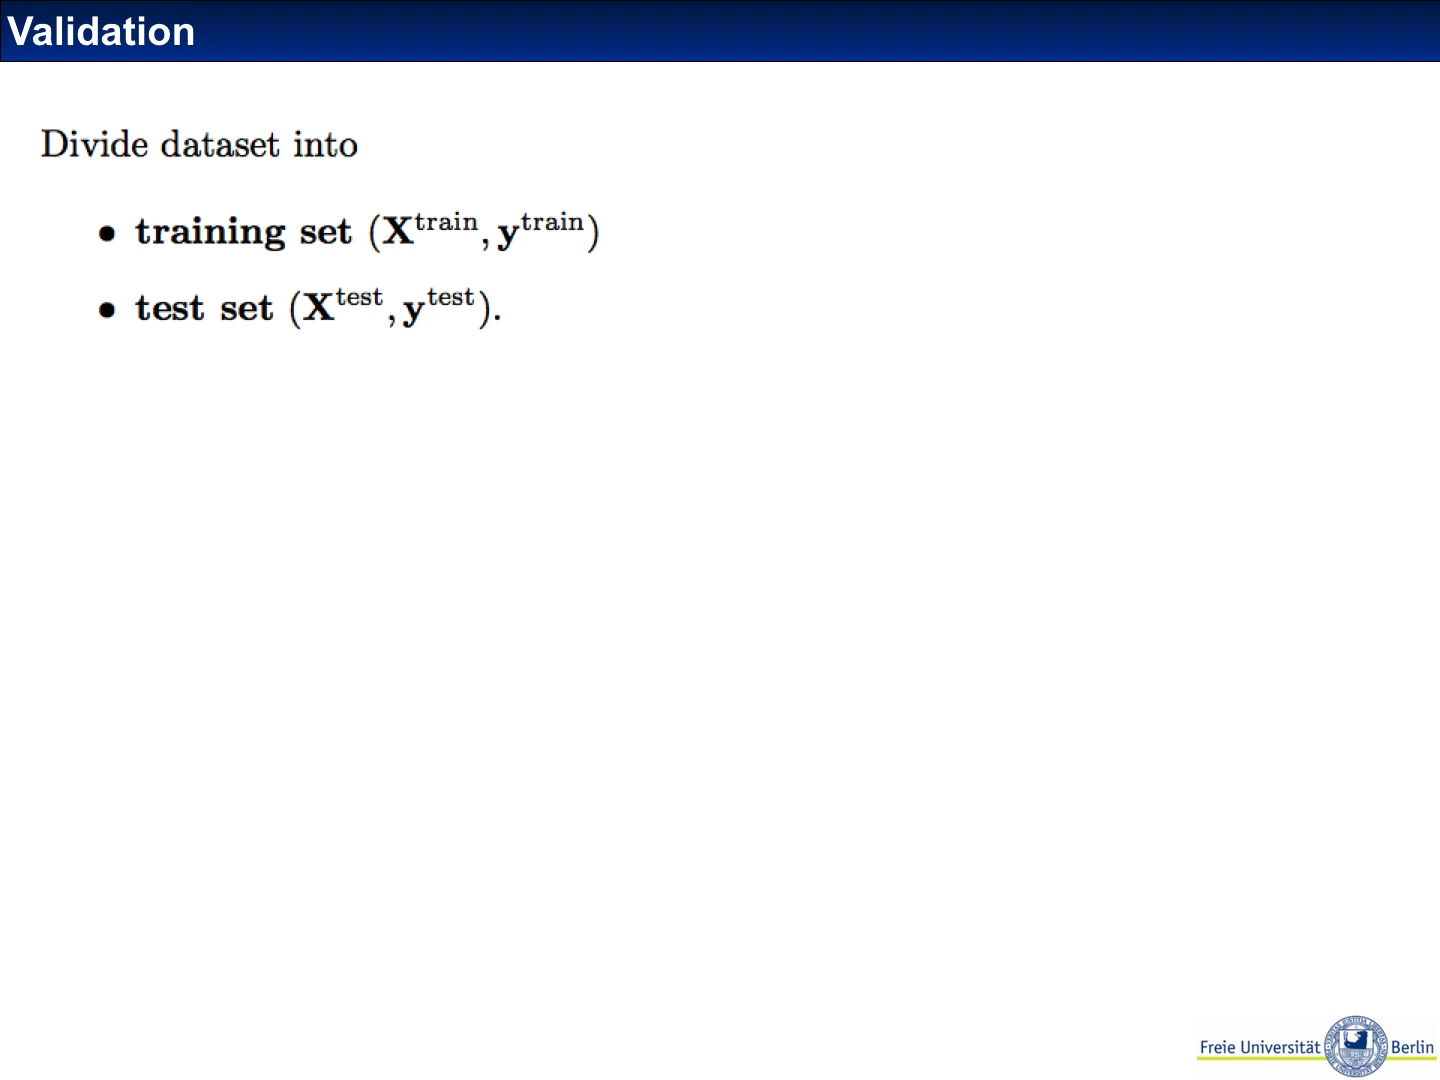 Validation
Divide dataset into
• training set (X^train, y^train)
• test set (X^test, y^test).
Freie Universität Berlin